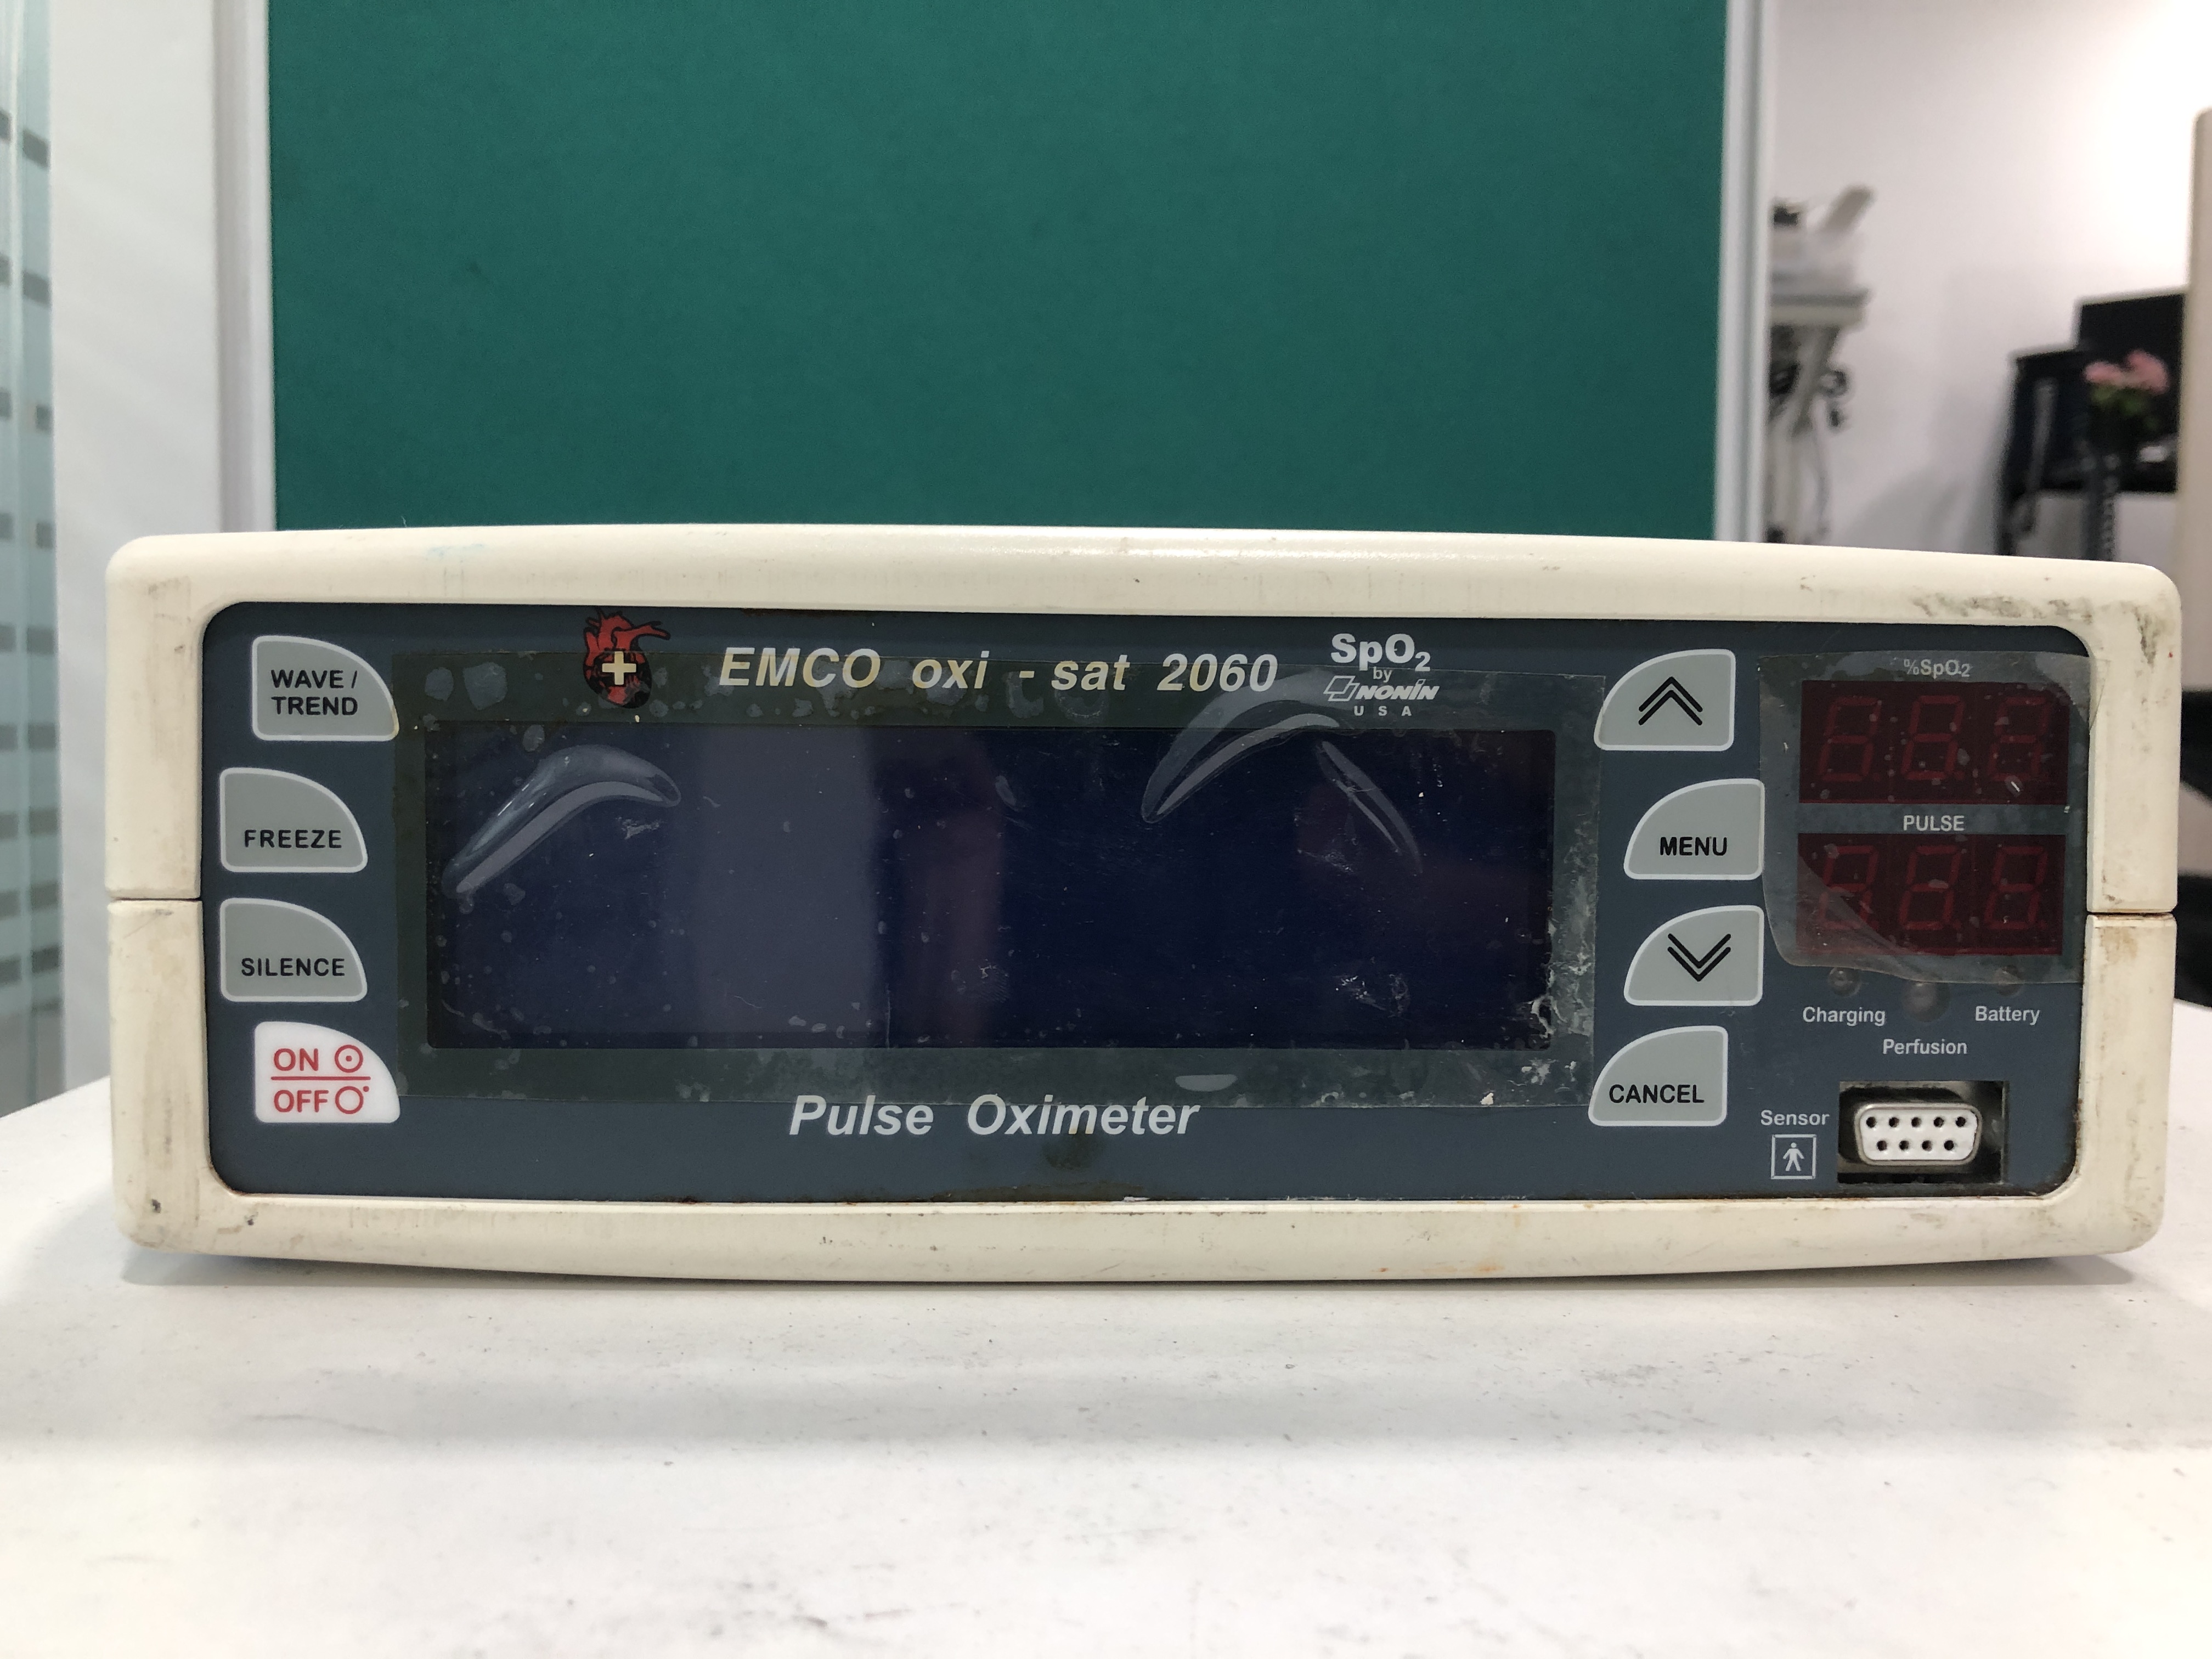 EMCO oxi - sat 2060
SpO2
by
NONIN
USA
WAVE /
TREND
FREEZE
SILENCE
ON
OFF
MENU
CANCEL
%SpO2
PULSE
Charging
Battery
Perfusion
Sensor
Pulse Oximeter